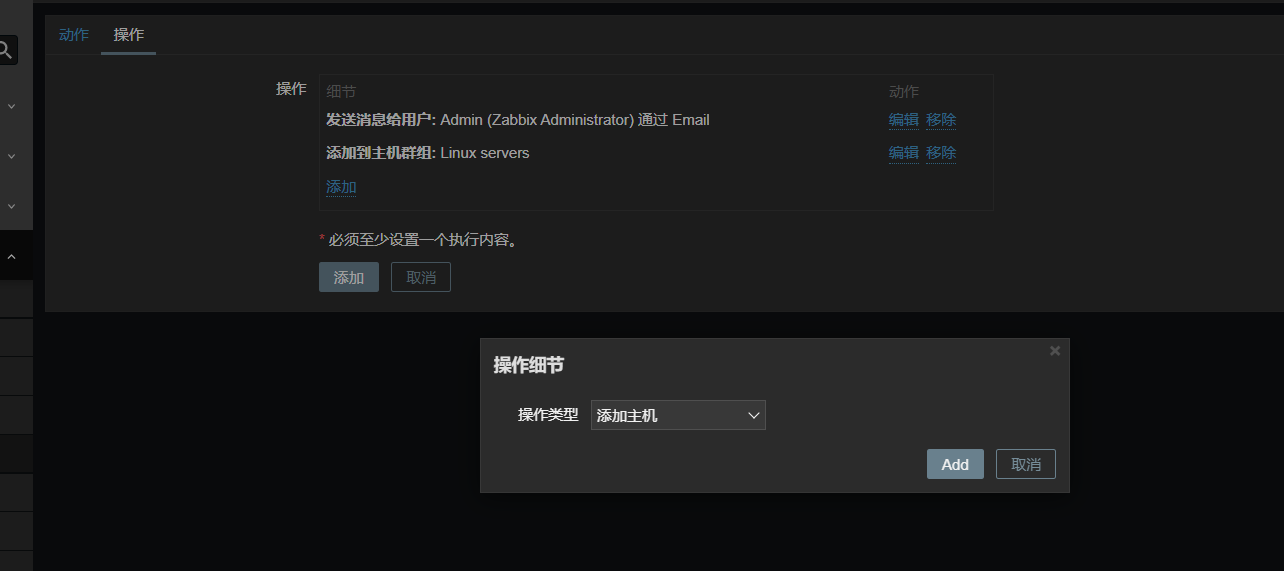 动作 操作
操作 细节 动作
发送消息给用户: Admin (Zabbix Administrator) 通过 Email 编辑 移除
添加到主机群组: Linux servers 编辑 移除
添加
* 必须至少设置一个执行内容。
添加 取消
操作细节
操作类型 添加主机
Add 取消